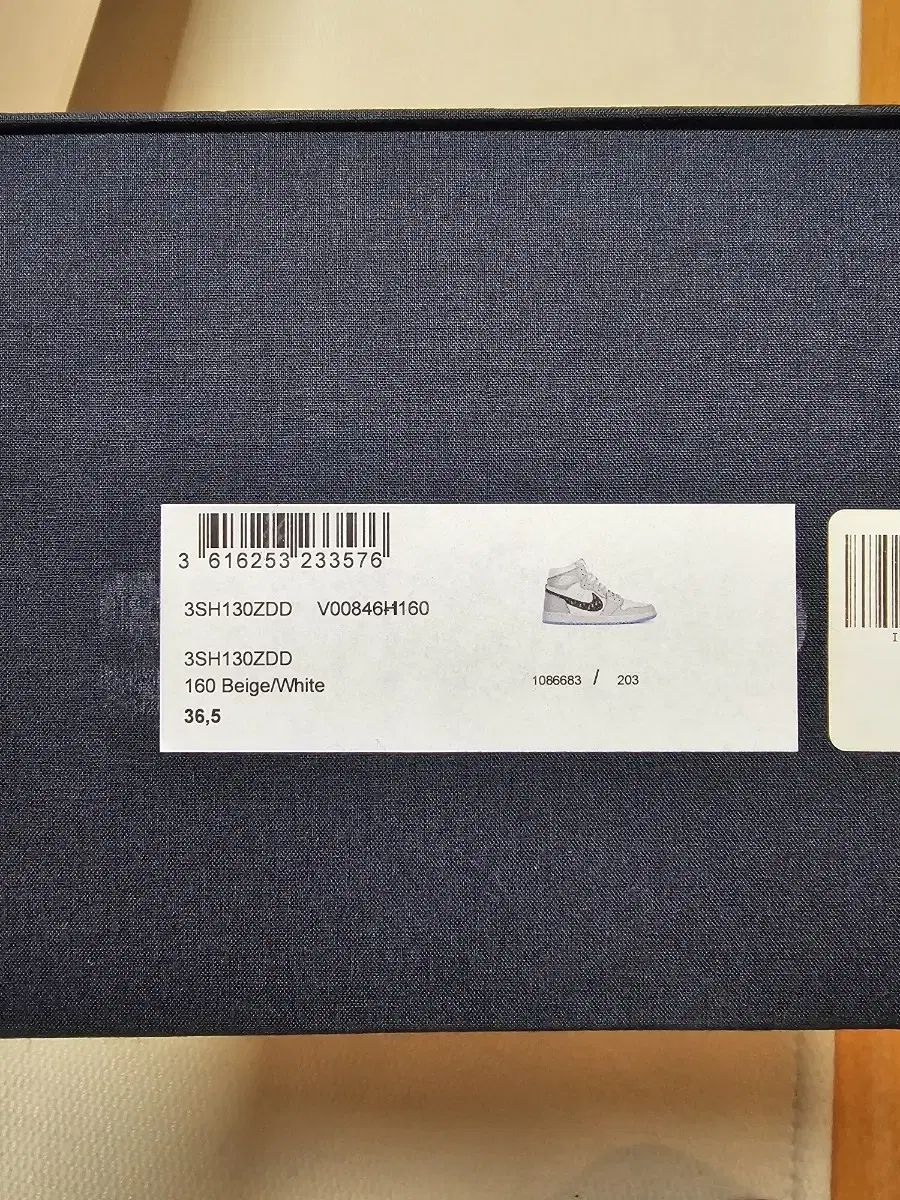 3 616253 233576
3SH130ZDD V00846H160
3SH130ZDD
160 Beige/White
36,5
1086683 / 203